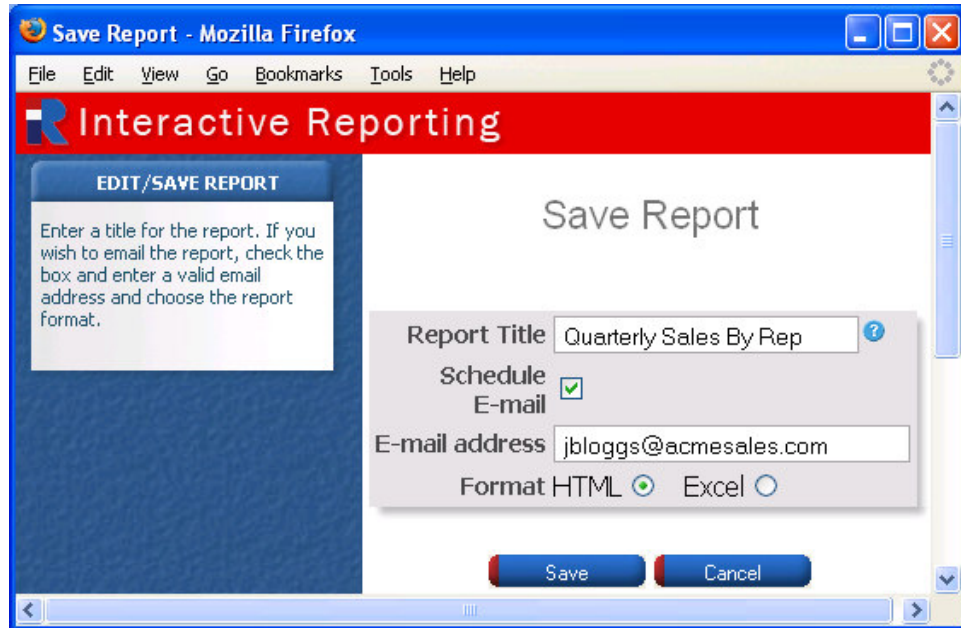 Save Report - Mozilla Firefox
File Edit View Go Bookmarks Tools Help
Interactive Reporting
EDIT/SAVE REPORT
Enter a title for the report. If you
wish to email the report, check the
box and enter a valid email
address and choose the report
format.
Save Report
Report Title Quarterly Sales By Rep ?
Schedule
E-mail
E-mail address jbloggs@acmesales.com
Format HTML Excel
Save Cancel